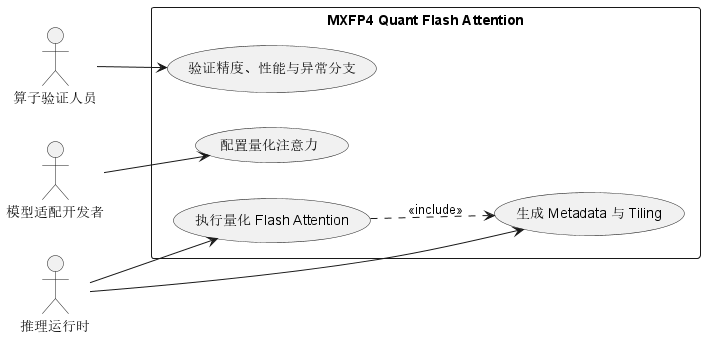 MXFP4 Quant Flash Attention
验证精度、性能与异常分支
算子验证人员
配置量化注意力
模型适配开发者
执行量化 Flash Attention
«include»
生成 Metadata 与 Tiling
推理运行时